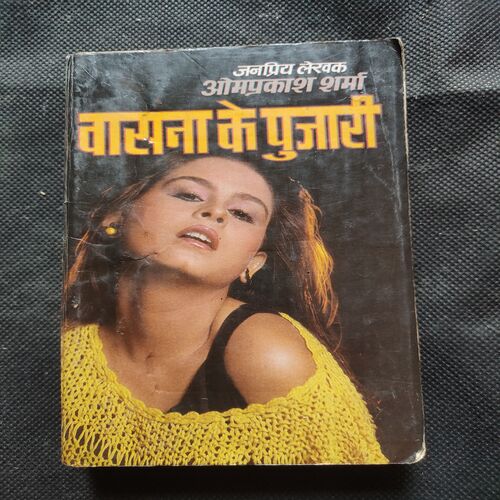 जनप्रिय लेखक
ओमप्रकाश शर्मा
वासना के पुजारी